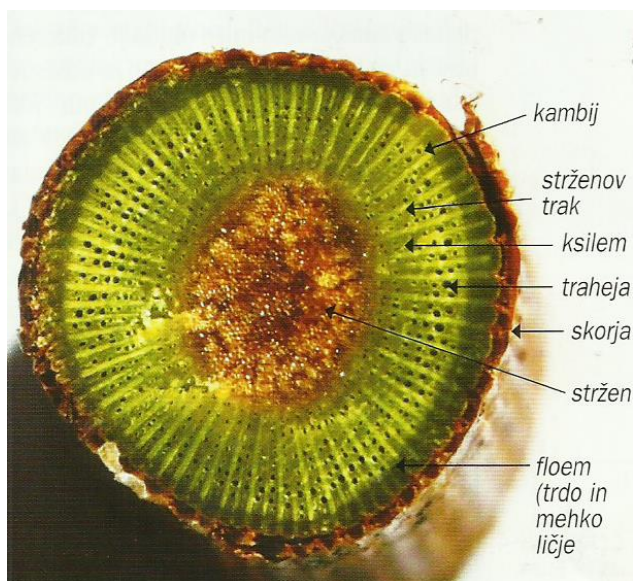 kambij
strženov
trak
ksilem
traheja
skorja
stržen
floem
(trdo in
mehko
ličje